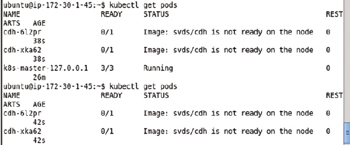 ubuntu@ip-172-30-1-45:~$ kubectl get pods
NAME READY STATUS REST
ARTS AGE
cdh-6l2pr 0/1 Image: svds/cdh is not ready on the node 0
38s
cdh-xka62 0/1 Image: svds/cdh is not ready on the node 0
38s
k8s-master-127.0.0.1 3/3 Running 0
26m
ubuntu@ip-172-30-1-45:~$ kubectl get pods
NAME READY STATUS REST
ARTS AGE
cdh-6l2pr 0/1 Image: svds/cdh is not ready on the node 0
42s
cdh-xka62 0/1 Image: svds/cdh is not ready on the node 0
42s